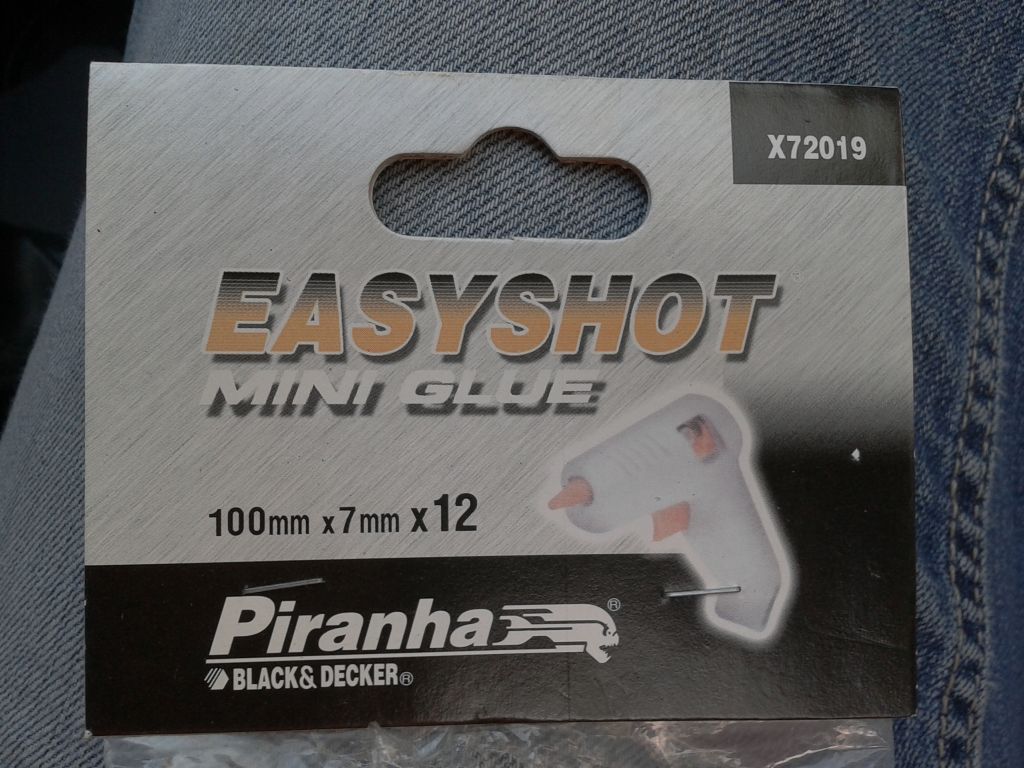 X72019
EASYSHOT
MINI GLUE
100mm x7mm x12
Piranha®
BLACK & DECKER®